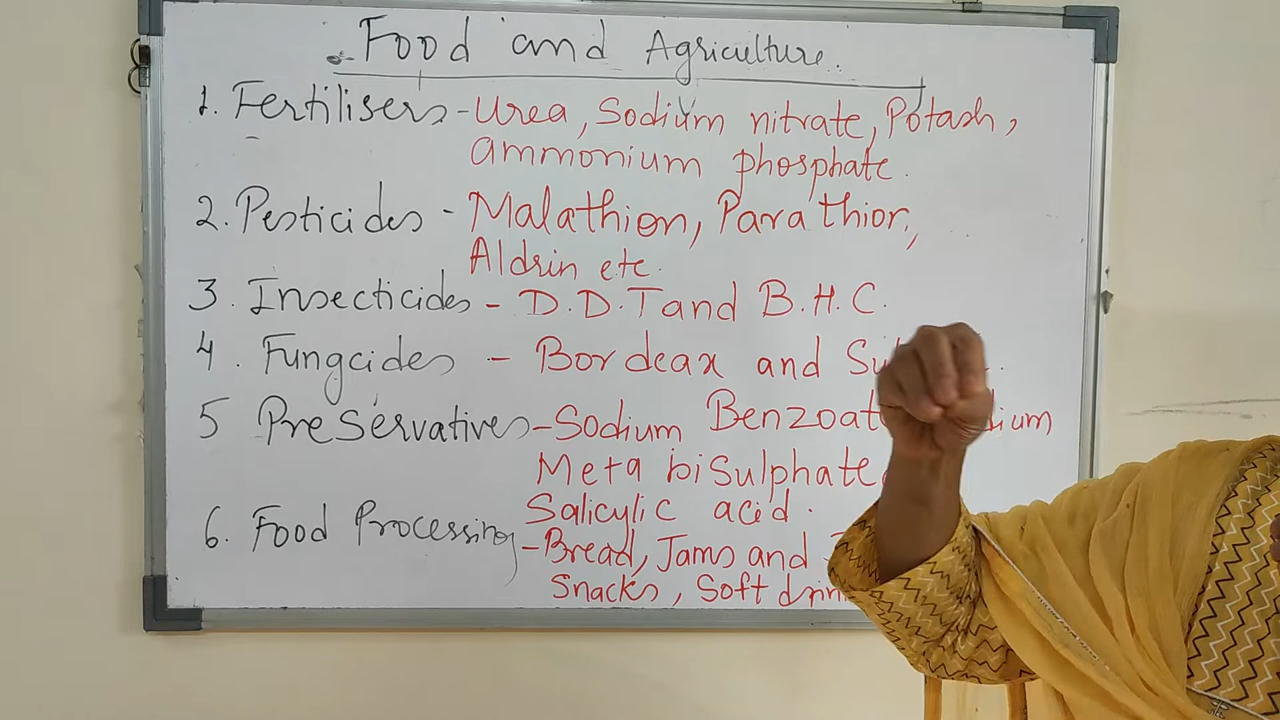 Food and Agriculture.
1. Fertilisers - Urea, Sodium nitrate, Potash,
ammonium phosphate.
2. Pesticides - Malathion, Parathion,
Aldrin etc.
3. Insecticides - D.D.T and B.H.C.
4. Fungcides - Bordeax and
5 Preservatives - Sodium Benzoat
Meta bisulphate
Salicylic acid.
6. Food Processing - Bread, Jams and
Snacks, Soft drin